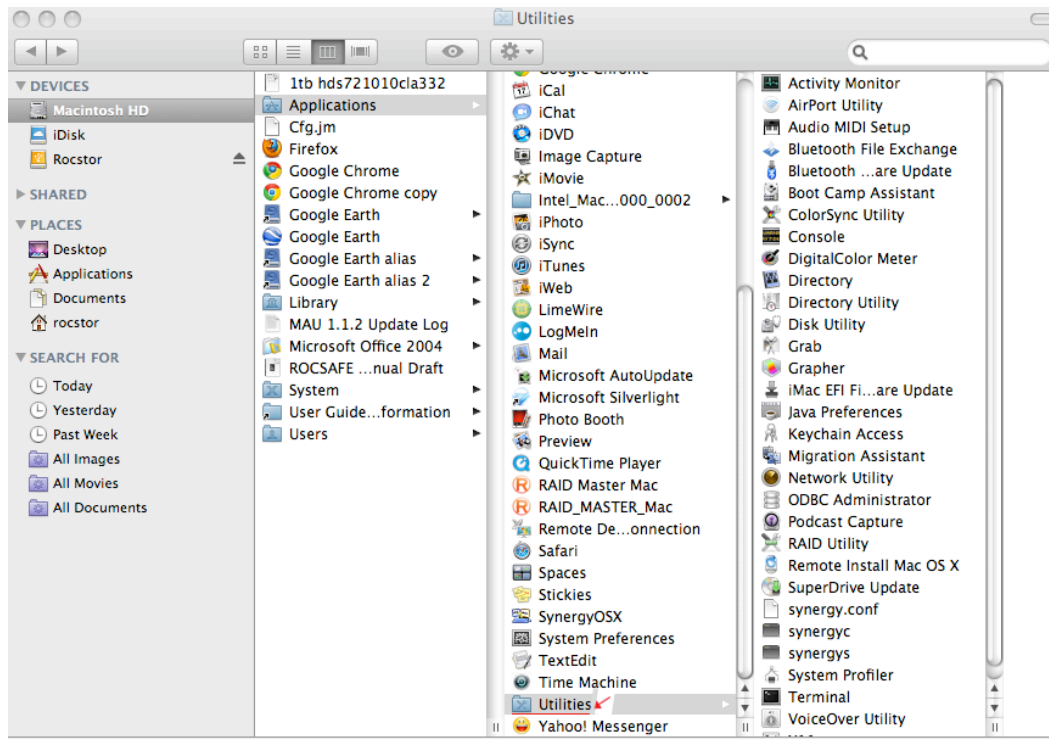 Utilities
DEVICES
Macintosh HD
iDisk
Rocstor
SHARED
PLACES
Desktop
Applications
Documents
rocstor
SEARCH FOR
Today
Yesterday
Past Week
All Images
All Movies
All Documents
1tb hds721010cla332
Applications
Cfg.jm
Firefox
Google Chrome
Google Chrome copy
Google Earth
Google Earth
Google Earth alias
Google Earth alias 2
Library
MAU 1.1.2 Update Log
Microsoft Office 2004
ROCSAFE ...nual Draft
System
User Guide...formation
Users
Google Chrome
iCal
iChat
iDVD
Image Capture
iMovie
Intel_Mac...000_0002
iPhoto
iSync
iTunes
iWeb
LimeWire
LogMeIn
Mail
Microsoft AutoUpdate
Microsoft Silverlight
Photo Booth
Preview
QuickTime Player
RAID Master Mac
RAID_MASTER_Mac
Remote De...onnection
Safari
Spaces
Stickies
SynergyOSX
System Preferences
TextEdit
Time Machine
Utilities
Yahoo! Messenger
Activity Monitor
AirPort Utility
Audio MIDI Setup
Bluetooth File Exchange
Bluetooth ...are Update
Boot Camp Assistant
ColorSync Utility
Console
DigitalColor Meter
Directory
Directory Utility
Disk Utility
Grab
Grapher
iMac EFI Fi...are Update
Java Preferences
Keychain Access
Migration Assistant
Network Utility
ODBC Administrator
Podcast Capture
RAID Utility
Remote Install Mac OS X
SuperDrive Update
synergy.conf
synergyc
synergys
System Profiler
Terminal
VoiceOver Utility